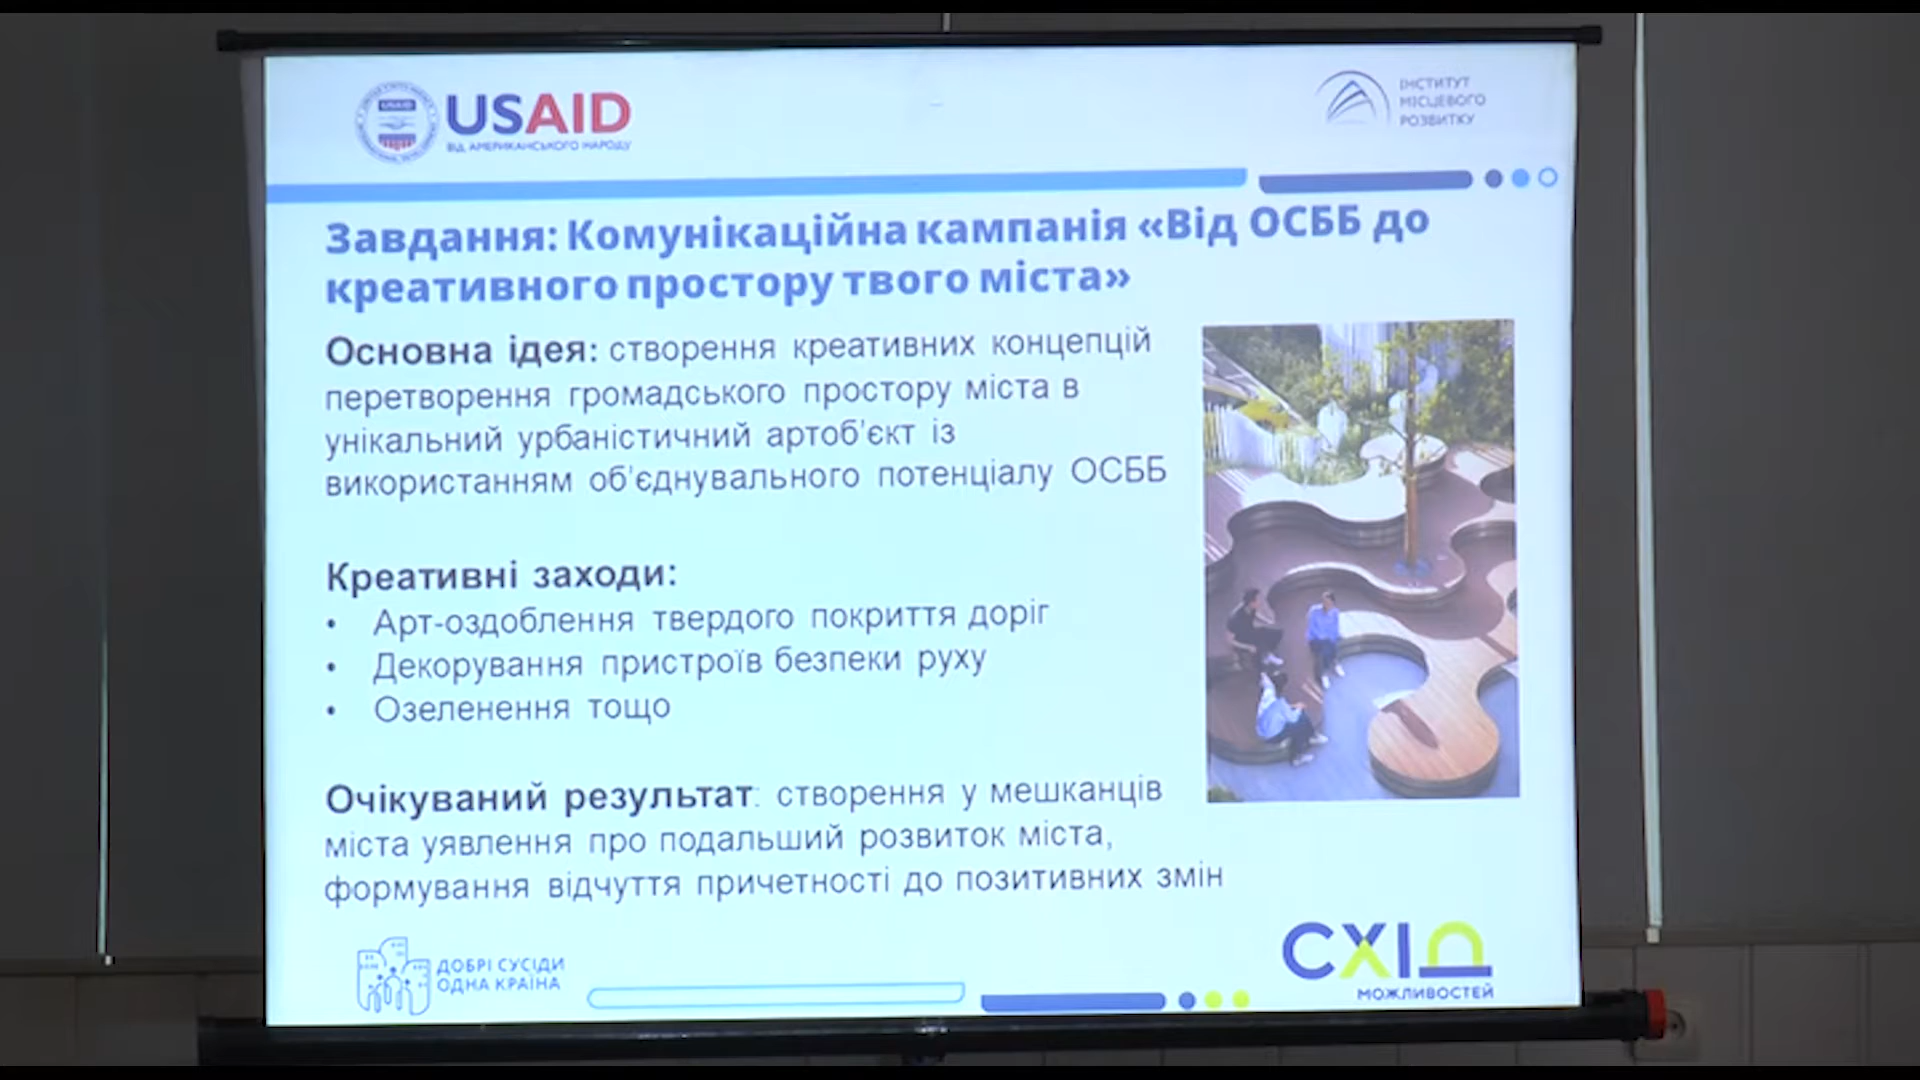 USAID
ВІД АМЕРИКАНСЬКОГО НАРОДУ
ІНСТИТУТ
МІСЦЕВОГО
РОЗВИТКУ
Завдання: Комунікаційна кампанія «Від ОСББ до
креативного простору твого міста»
Основна ідея: створення креативних концепцій
перетворення громадського простору міста в
унікальний урбаністичний артоб'єкт із
використанням об'єднувального потенціалу ОСББ
Креативні заходи:
• Арт-оздоблення твердого покриття доріг
• Декорування пристроїв безпеки руху
• Озеленення тощо
Очікуваний результат: створення у мешканців
міста уявлення про подальший розвиток міста,
формування відчуття причетності до позитивних змін
ДОБРІ СУСІДИ
ОДНА КРАЇНА
СХІД
МОЖЛИВОСТЕЙ